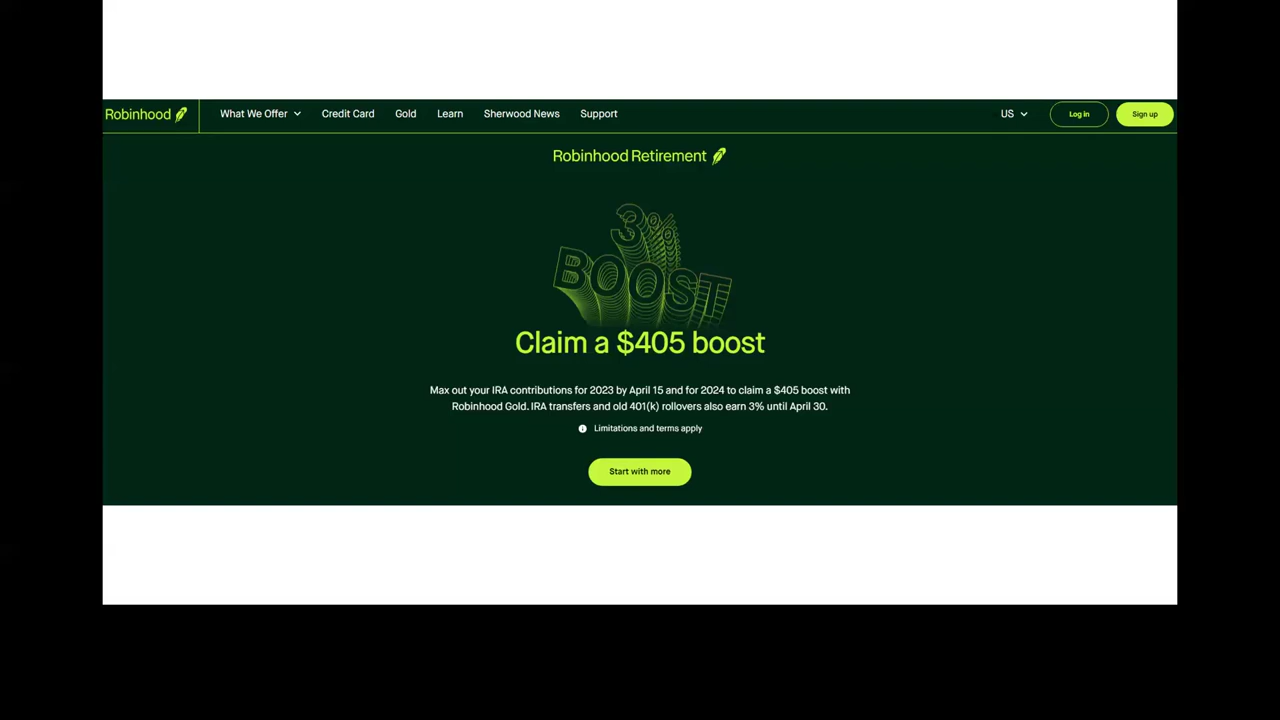 Robinhood
What We Offer
Credit Card
Gold
Learn
Sherwood News
Support
US
Log in
Sign up
Robinhood Retirement
3%
BOOST
Claim a $405 boost
Max out your IRA contributions for 2023 by April 15 and for 2024 to claim a $405 boost with
Robinhood Gold. IRA transfers and old 401(k) rollovers also earn 3% until April 30.
Limitations and terms apply
Start with more